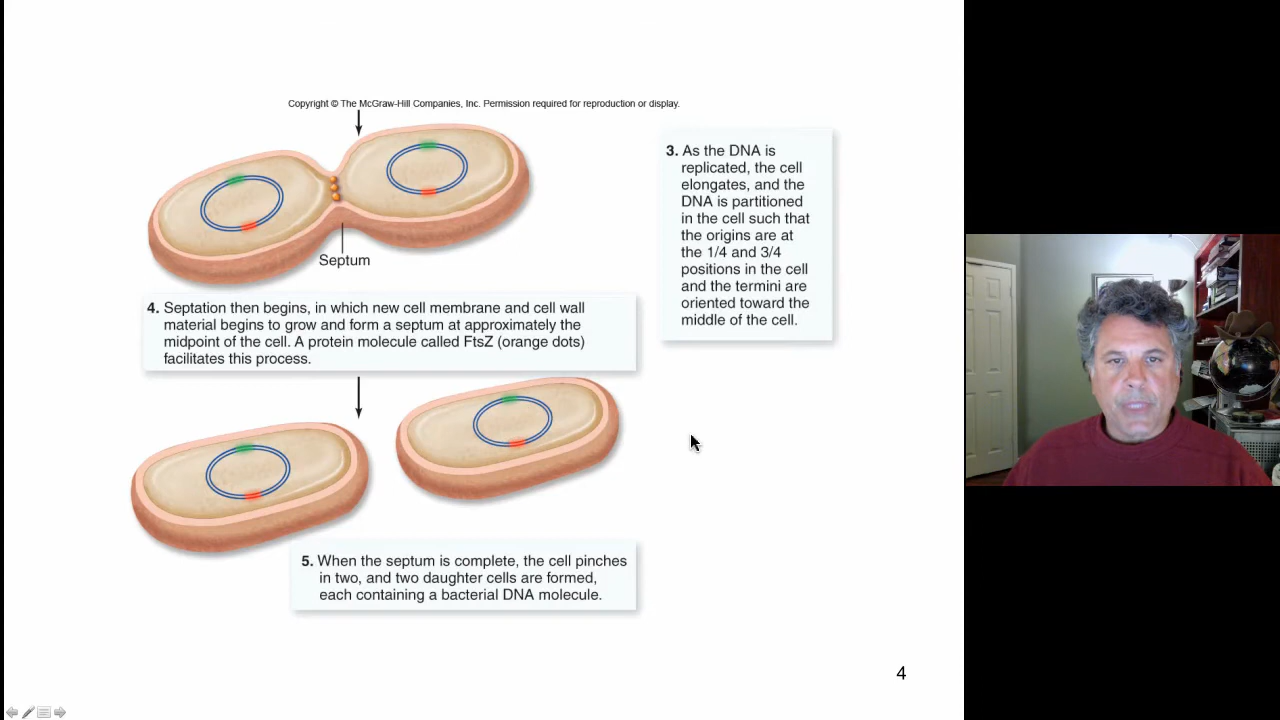 Copyright © The McGraw-Hill Companies, Inc. Permission required for reproduction or display.
3. As the DNA is
replicated, the cell
elongates, and the
DNA is partitioned
in the cell such that
the origins are at
the 1/4 and 3/4
positions in the cell
and the termini are
oriented toward the
middle of the cell.
Septum
4. Septation then begins, in which new cell membrane and cell wall
material begins to grow and form a septum at approximately the
midpoint of the cell. A protein molecule called FtsZ (orange dots)
facilitates this process.
5. When the septum is complete, the cell pinches
in two, and two daughter cells are formed,
each containing a bacterial DNA molecule.
4